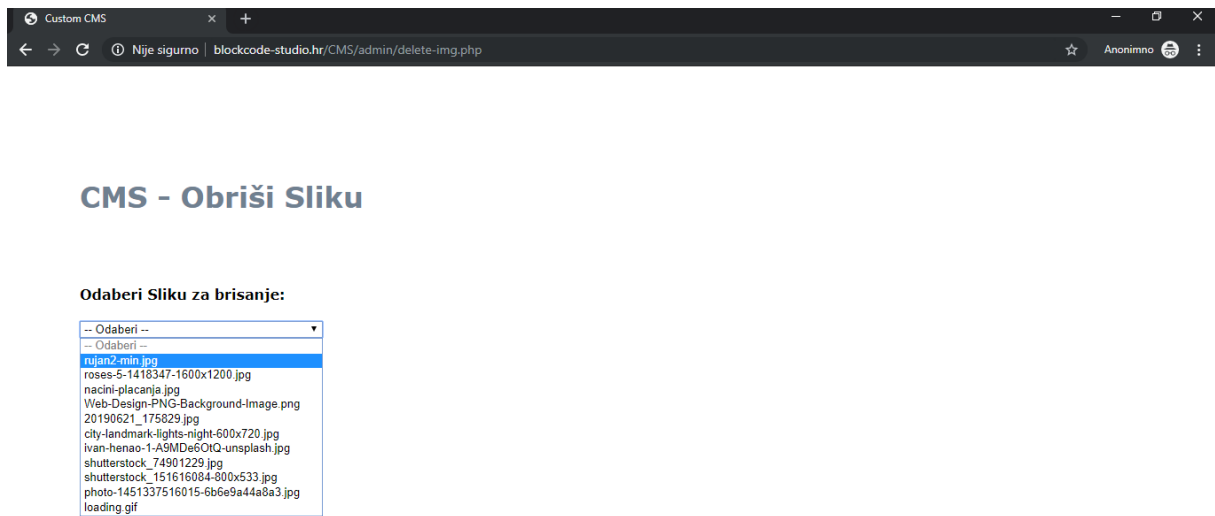 Custom CMS
Nije sigurno | blockcode-studio.hr/CMS/admin/delete-img.php
Anonimno
CMS - Obriši Sliku
Odaberi Sliku za brisanje:
-- Odaberi --
-- Odaberi --
rujan2-min.jpg
roses-5-1418347-1600x1200.jpg
nacini-placanja.jpg
Web-Design-PNG-Background-Image.png
20190621_175829.jpg
city-landmark-lights-night-600x720.jpg
ivan-henao-1-A9MDe6OtQ-unsplash.jpg
shutterstock_74901229.jpg
shutterstock_151616084-800x533.jpg
photo-1451337516015-6b6e9a44a8a3.jpg
loading.gif